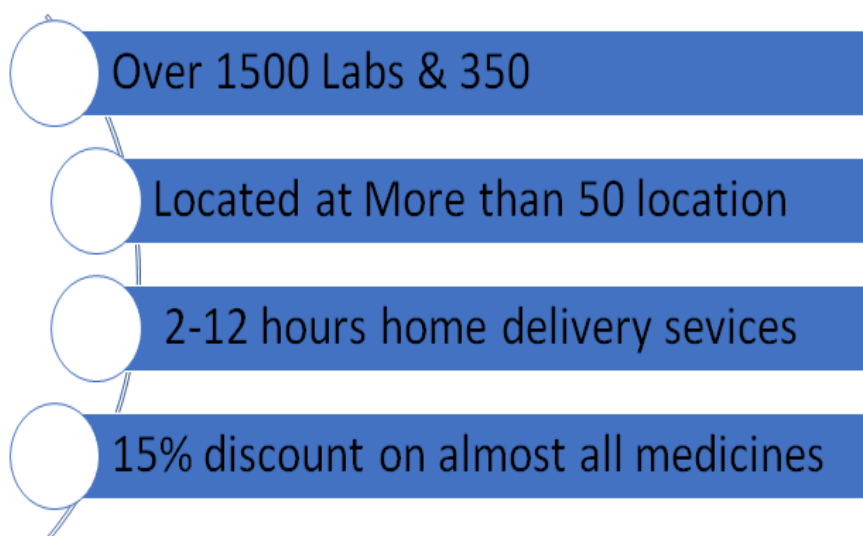 Over 1500 Labs & 350
Located at More than 50 location
2-12 hours home delivery sevices
15% discount on almost all medicines